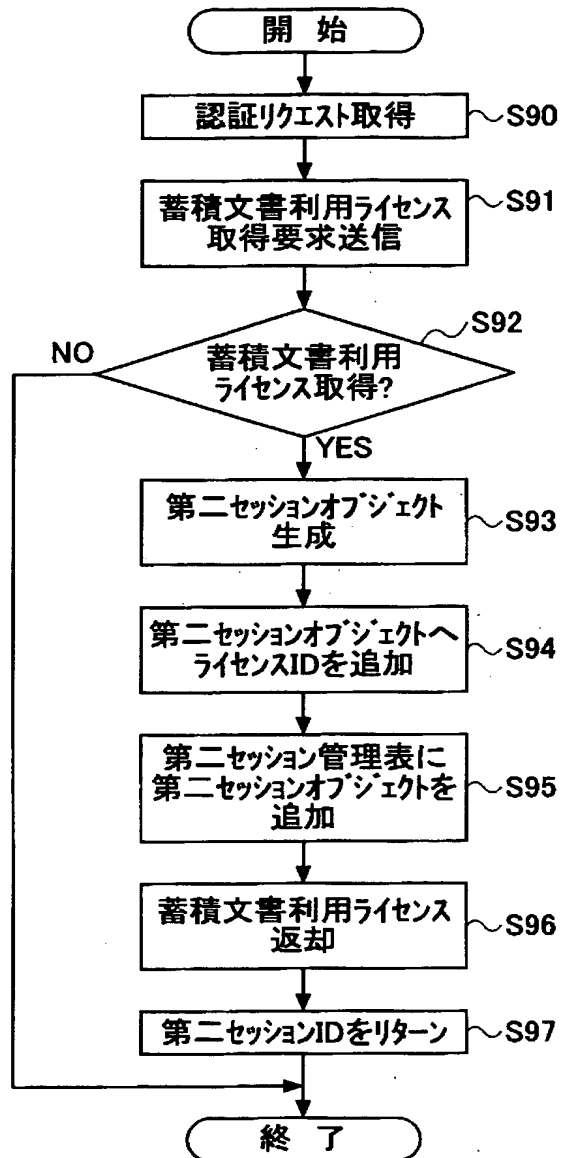 開 始
認証リクエスト取得
S90
蓄積文書利用ライセンス
取得要求送信
S91
S92
NO
蓄積文書利用
ライセンス取得?
YES
第二セッションオブジェクト
生成
S93
第二セッションオブジェクトへ
ライセンスIDを追加
S94
第二セッション管理表に
第二セッションオブジェクトを
追加
S95
蓄積文書利用ライセンス
返却
S96
第二セッションIDをリターン
S97
終 了